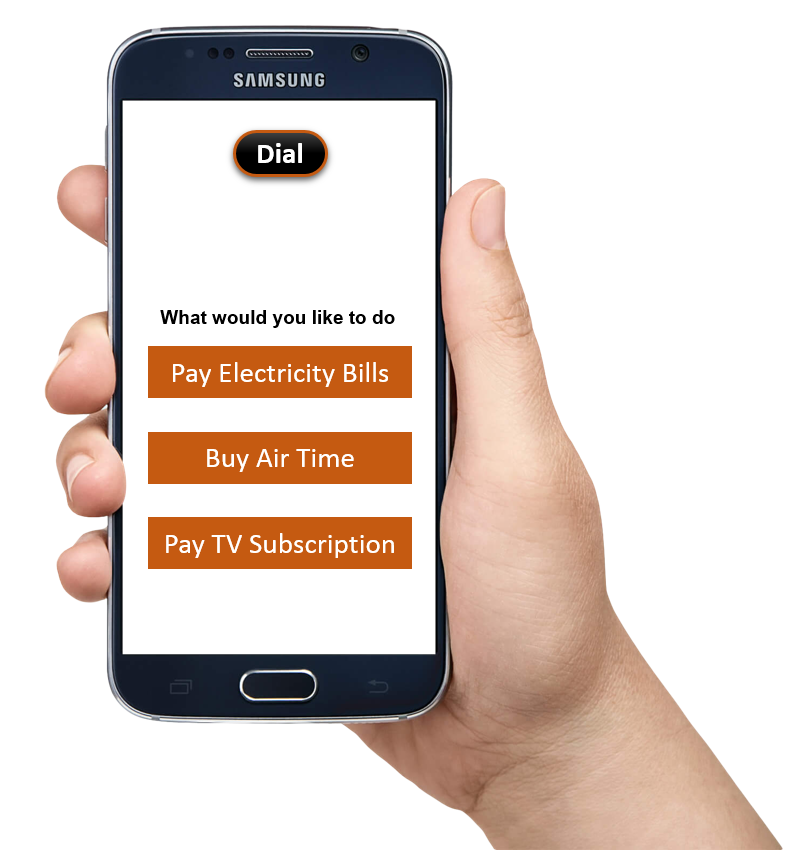 SAMSUNG
Dial
What would you like to do
Pay Electricity Bills
Buy Air Time
Pay TV Subscription